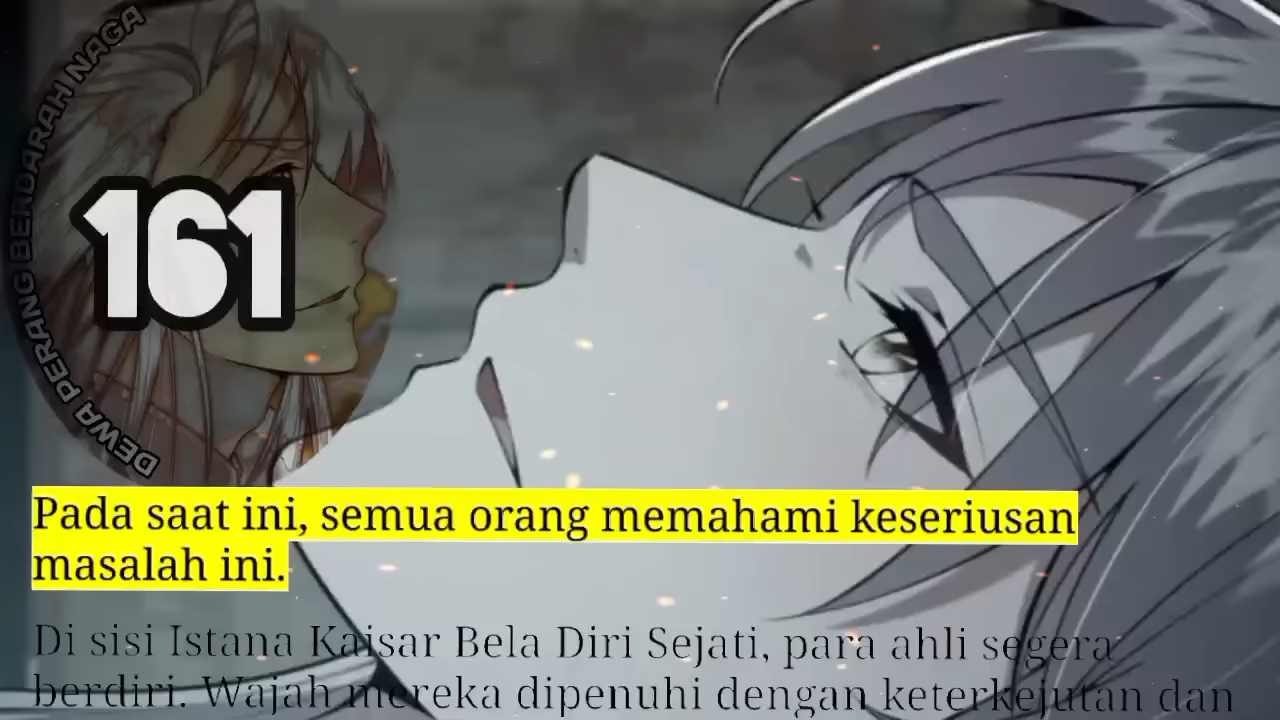 DEWA PERANG BERDARAH NAGA
161
Pada saat ini, semua orang memahami keseriusan
masalah ini.
Di sisi Istana Kaisar Bela Diri Sejati, para ahli segera
berdiri. Wajah mereka dipenuhi dengan keterkejutan dan